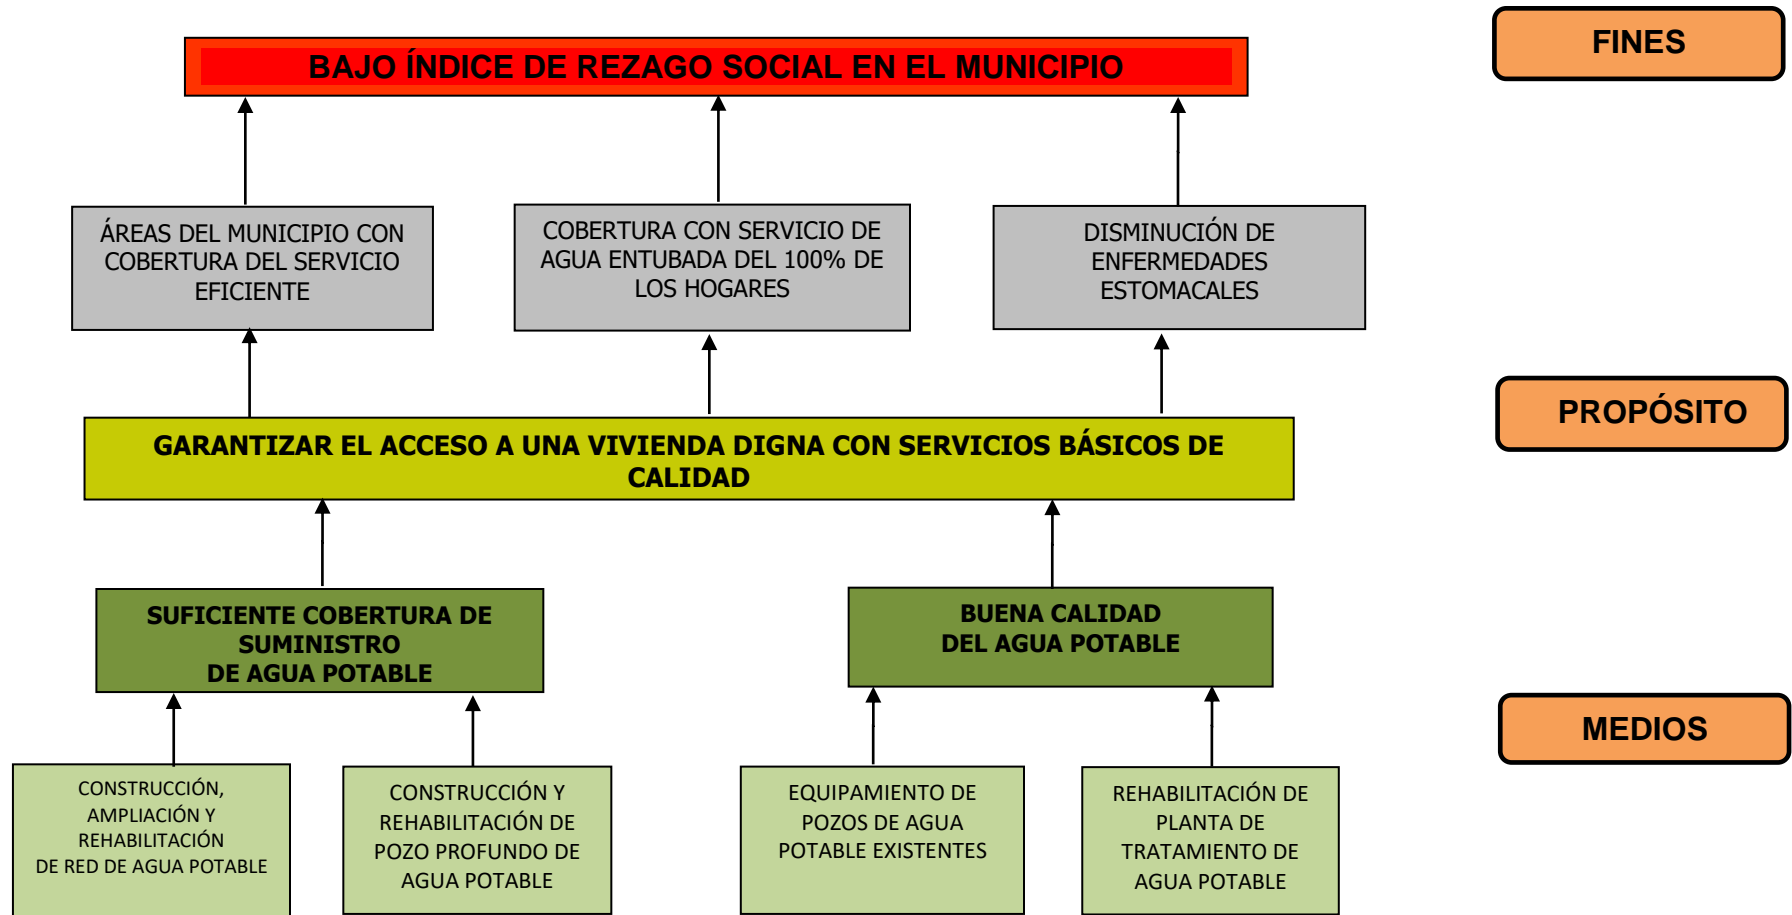 FINES
BAJO ÍNDICE DE REZAGO SOCIAL EN EL MUNICIPIO
ÁREAS DEL MUNICIPIO CON
COBERTURA DEL SERVICIO
EFICIENTE
COBERTURA CON SERVICIO DE
AGUA ENTUBADA DEL 100% DE
LOS HOGARES
DISMINUCIÓN DE
ENFERMEDADES
ESTOMACALES
PROPÓSITO
GARANTIZAR EL ACCESO A UNA VIVIENDA DIGNA CON SERVICIOS BÁSICOS DE
CALIDAD
SUFICIENTE COBERTURA DE
SUMINISTRO
DE AGUA POTABLE
BUENA CALIDAD
DEL AGUA POTABLE
MEDIOS
CONSTRUCCIÓN,
AMPLIACIÓN Y
REHABILITACIÓN
DE RED DE AGUA POTABLE
CONSTRUCCIÓN Y
REHABILITACIÓN DE
POZO PROFUNDO DE
AGUA POTABLE
EQUIPAMIENTO DE
POZOS DE AGUA
POTABLE EXISTENTES
REHABILITACIÓN DE
PLANTA DE
TRATAMIENTO DE
AGUA POTABLE